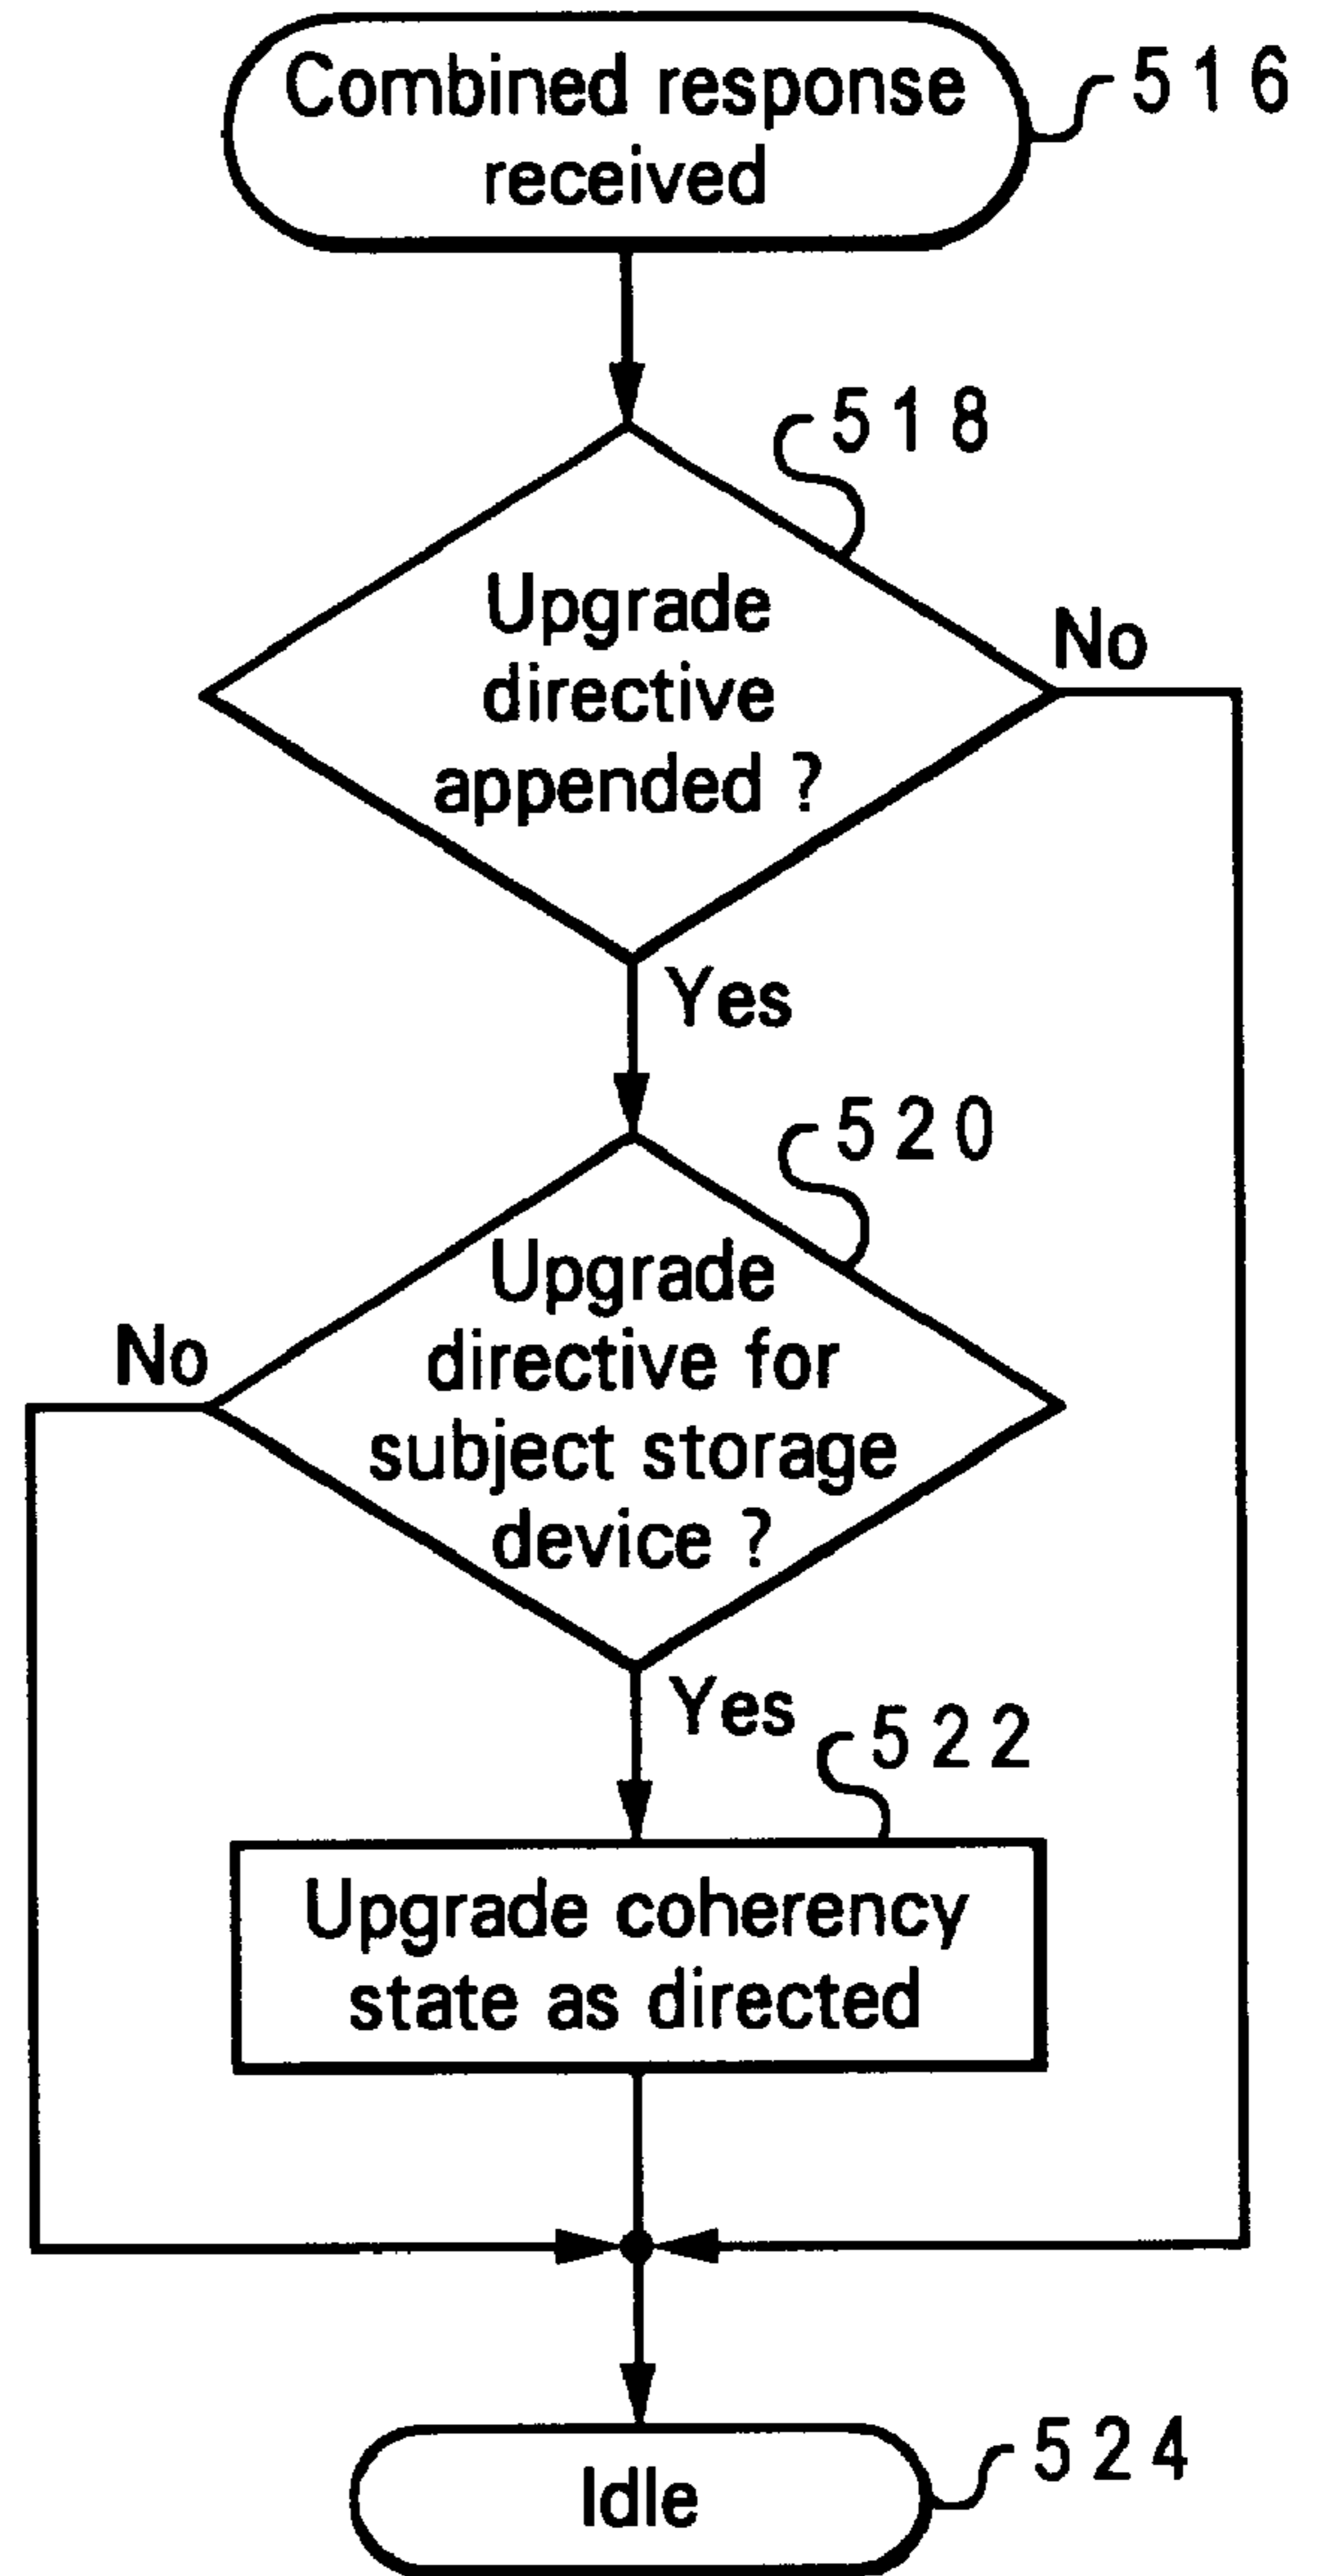 Combined response
received
516
518
Upgrade
directive
appended ?
No
Yes
520
Upgrade
directive for
subject storage
device ?
No
Yes
522
Upgrade coherency
state as directed
Idle
524